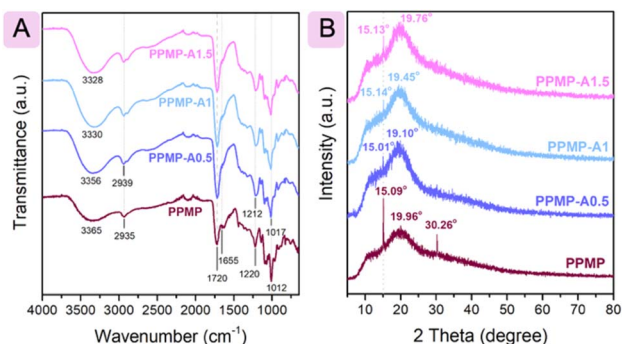 A
Transmittance (a.u.)
PPMP-A1.5
3328
PPMP-A1
3330
PPMP-A0.5
3356
2939
1212
1017
PPMP
3365
2935
1655
1720
1220
1012
4000 3500 3000 2500 2000 1500 1000
Wavenumber (cm⁻¹)
B
Intensity (a.u.)
19.76°
15.13°
PPMP-A1.5
19.45°
15.14°
PPMP-A1
19.10°
15.01°
PPMP-A0.5
15.09°
19.96°
30.26°
PPMP
10 20 30 40 50 60 70 80
2 Theta (degree)